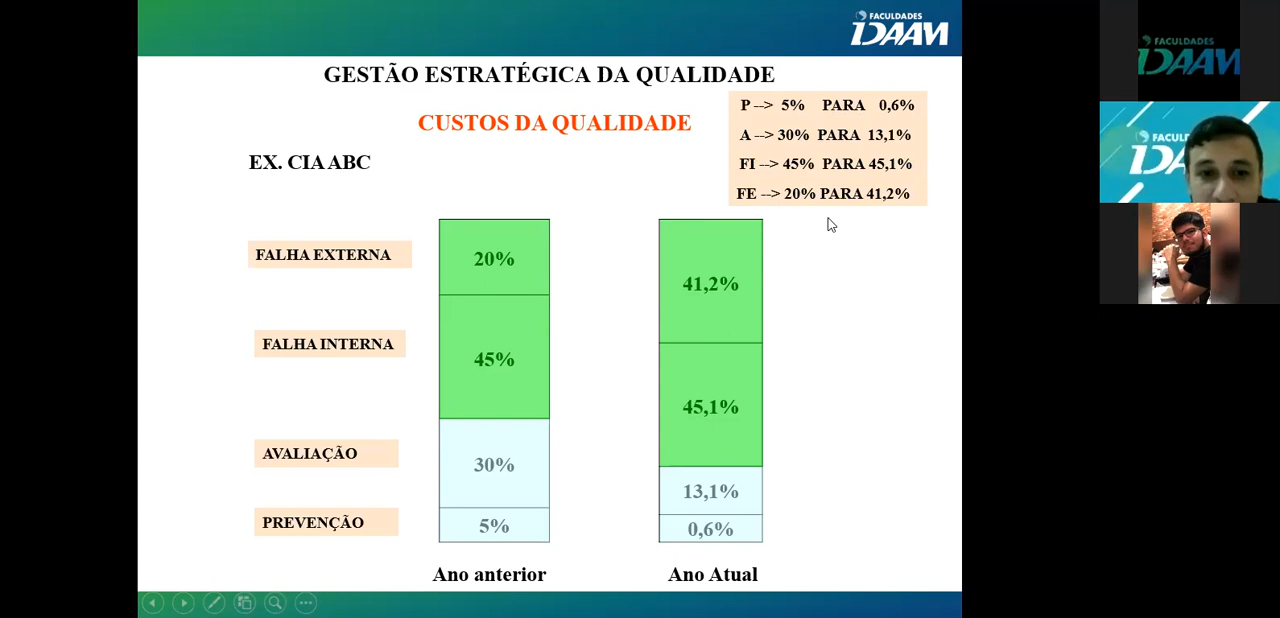 FACULDADES
IDAAM
GESTÃO ESTRATÉGICA DA QUALIDADE
CUSTOS DA QUALIDADE
P --> 5% PARA 0,6%
A --> 30% PARA 13,1%
FI --> 45% PARA 45,1%
FE --> 20% PARA 41,2%
EX. CIA ABC
FALHA EXTERNA
FALHA INTERNA
AVALIAÇÃO
PREVENÇÃO
20%
45%
30%
5%
41,2%
45,1%
13,1%
0,6%
Ano anterior
Ano Atual
FACULDADES
IDAAM